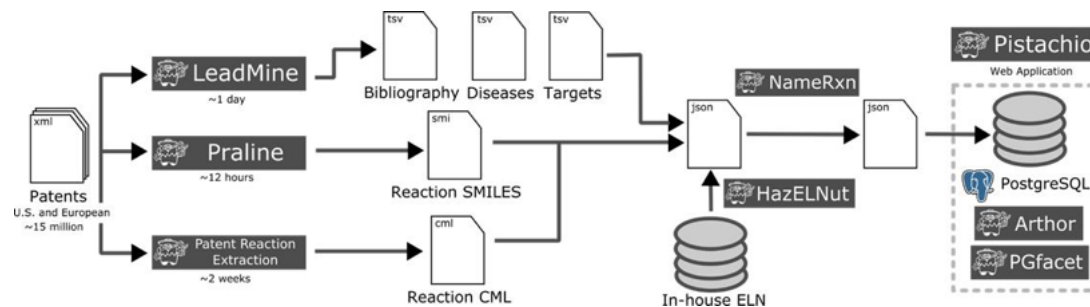 xml
Patents
U.S. and European
~15 million
LeadMine
~1 day
Praline
~12 hours
Patent Reaction
Extraction
~2 weeks
tsv
Bibliography
tsv
Diseases
tsv
Targets
smi
Reaction SMILES
cml
Reaction CML
json
HazELNut
In-house ELN
NameRxn
json
Pistachio
Web Application
PostgreSQL
Arthor
PGfacet